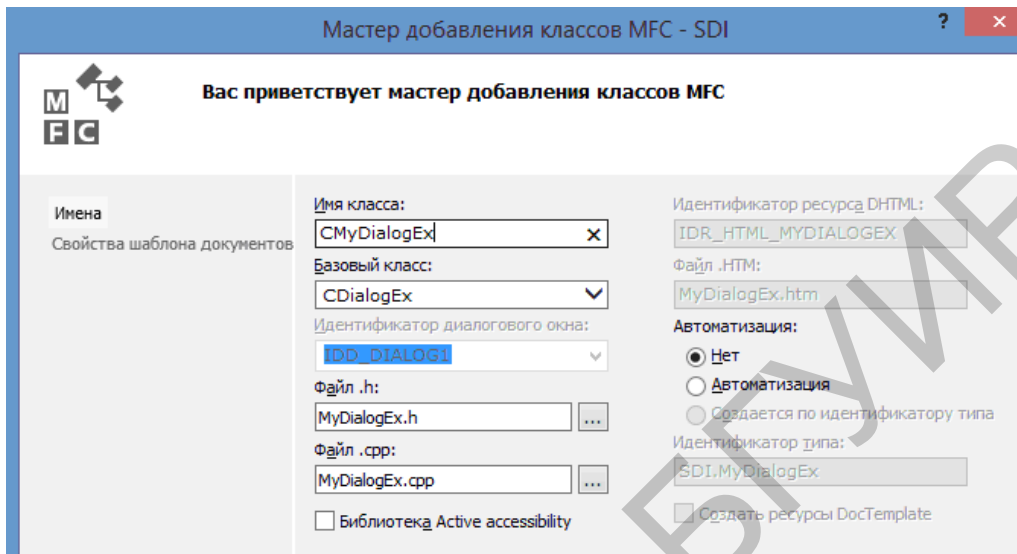 Мастер добавления классов MFC - SDI
?
×
M
F C
Вас приветствует мастер добавления классов MFC
Имена
Свойства шаблона документов
Имя класса:
CMyDialogEx
Базовый класс:
CDialogEx
Идентификатор диалогового окна:
IDD_DIALOG1
Файл .h:
MyDialogEx.h
...
Файл .cpp:
MyDialogEx.cpp
...
Библиотека Active accessibility
Идентификатор ресурса DHTML:
IDR_HTML_MYDIALOGEX
Файл .HTM:
MyDialogEx.htm
Автоматизация:
Нет
Автоматизация
Создается по идентификатору типа
Идентификатор типа:
SDI.MyDialogEx
Создать ресурсы DocTemplate
БГУИР